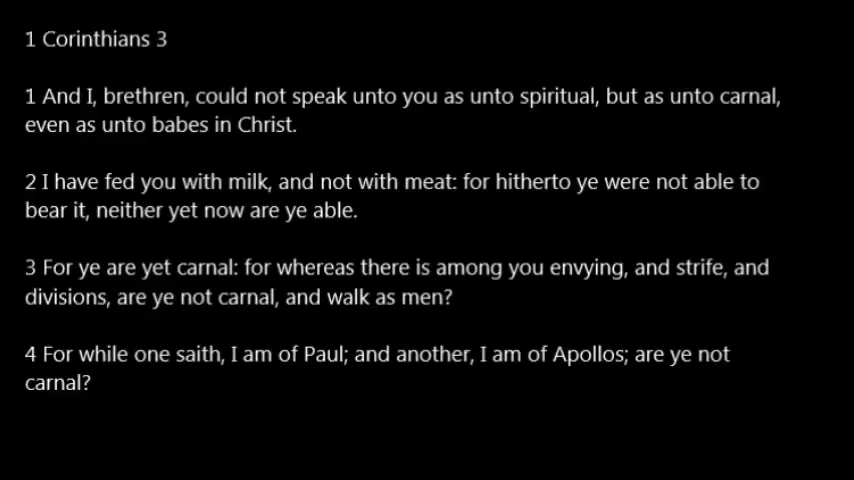 1 Corinthians 3
1 And I, brethren, could not speak unto you as unto spiritual, but as unto carnal,
even as unto babes in Christ.
2 I have fed you with milk, and not with meat: for hitherto ye were not able to
bear it, neither yet now are ye able.
3 For ye are yet carnal: for whereas there is among you envying, and strife, and
divisions, are ye not carnal, and walk as men?
4 For while one saith, I am of Paul; and another, I am of Apollos; are ye not
carnal?